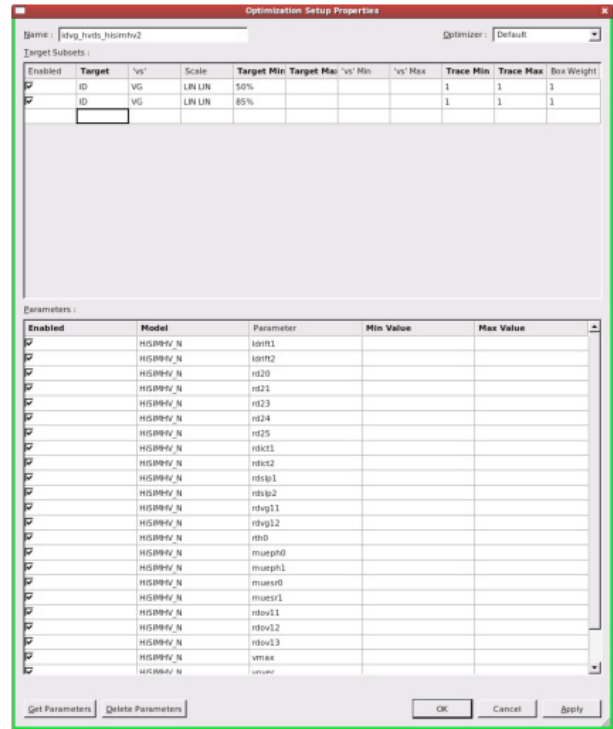 Optimization Setup Properties
Name : idvg_hvds_hisimhv2 Optimizer : Default
Target Subsets :
Enabled Target 'vs' Scale Target Min Target Max 'vs' Min 'vs' Max Trace Min Trace Max Box Weight
ID VG LIN LIN 50% 1 1 1
ID VG LIN LIN 85% 1 1 1
Parameters :
Enabled Model Parameter Min Value Max Value
HISIMHV_N ldrift1
HISIMHV_N ldrift2
HISIMHV_N rd20
HISIMHV_N rd21
HISIMHV_N rd23
HISIMHV_N rd24
HISIMHV_N rd25
HISIMHV_N rdict1
HISIMHV_N rdict2
HISIMHV_N rdslp1
HISIMHV_N rdslp2
HISIMHV_N rdvg11
HISIMHV_N rdvg12
HISIMHV_N rth0
HISIMHV_N mueph0
HISIMHV_N mueph1
HISIMHV_N muesr0
HISIMHV_N muesr1
HISIMHV_N rdov11
HISIMHV_N rdov12
HISIMHV_N rdov13
HISIMHV_N vmax
HISIMHV_N
Get Parameters Delete Parameters OK Cancel Apply